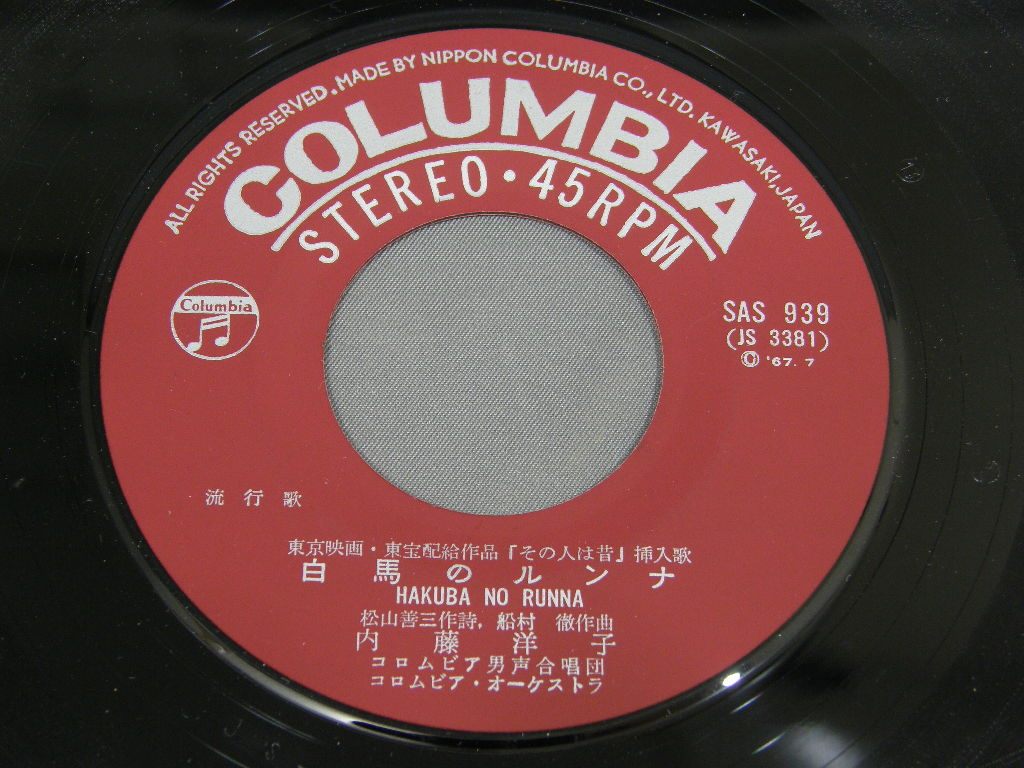 ALL RIGHTS RESERVED. MADE BY NIPPON COLUMBIA CO., LTD. KAWASAKI, JAPAN
COLUMBIA
STEREO・45RPM
Columbia
SAS 939
(JS 3381)
Ⓒ '67. 7
流行歌
東京映画・東宝配給作品『その人は昔』挿入歌
白馬のルンナ
HAKUBA NO RUNNA
松山善三作詩, 船村 徹作曲
内藤洋子
コロムビア男声合唱団
コロムビア・オーケストラ